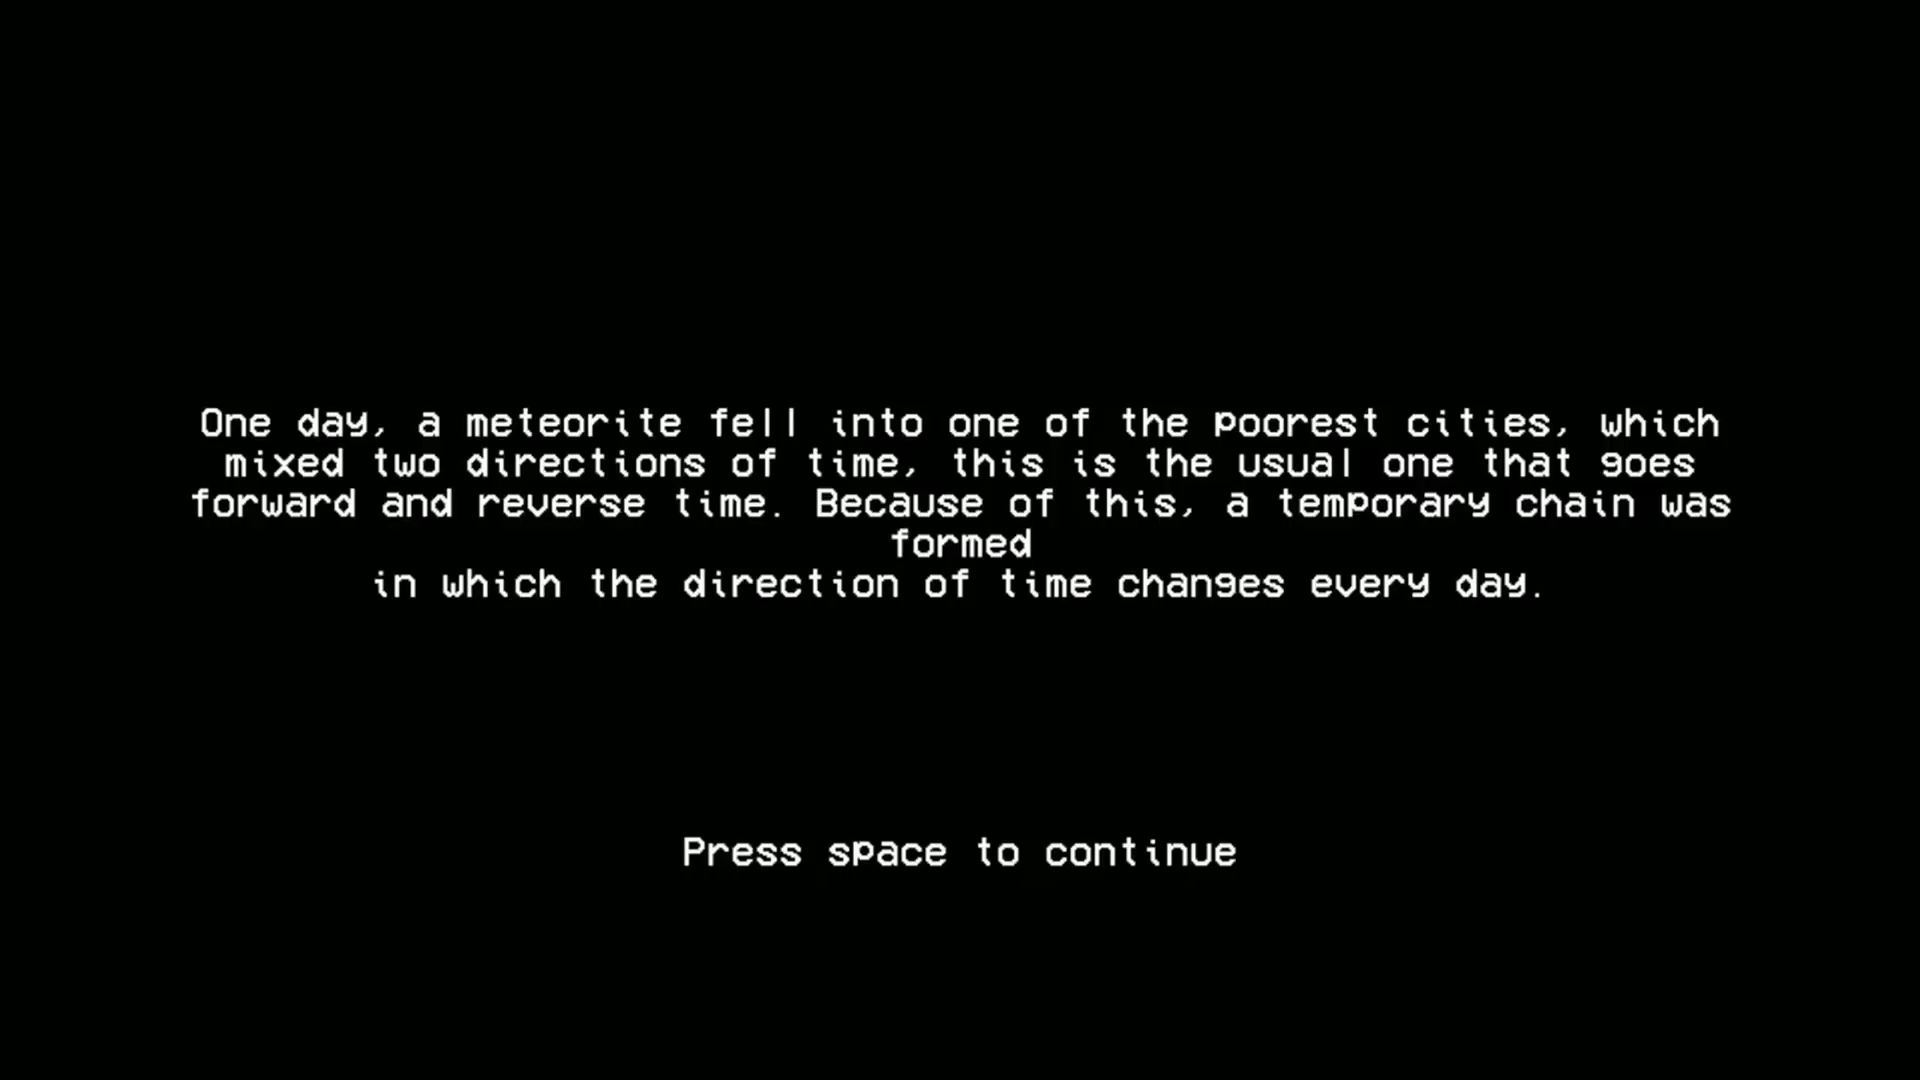 One day, a meteorite fell into one of the poorest cities, which
mixed two directions of time, this is the usual one that goes
forward and reverse time. Because of this, a temporary chain was
formed
in which the direction of time changes every day.
Press space to continue